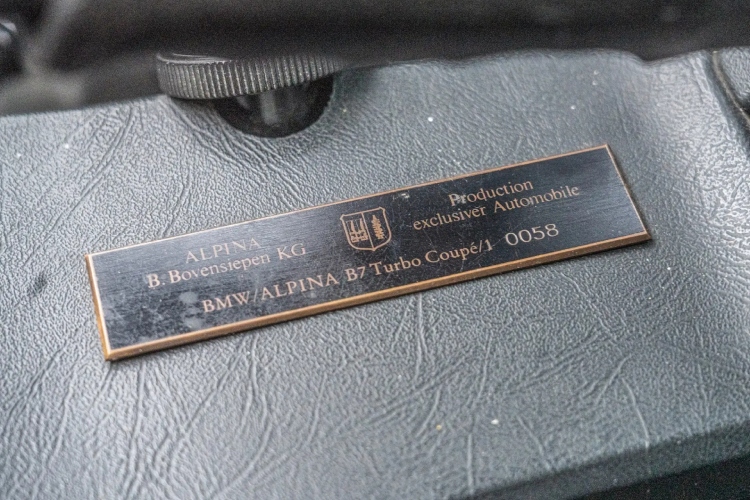 ALPINA
B. Bovensiepen KG
Production
exclusiver Automobile
BMW/ALPINA B7 Turbo Coupé/1 0058